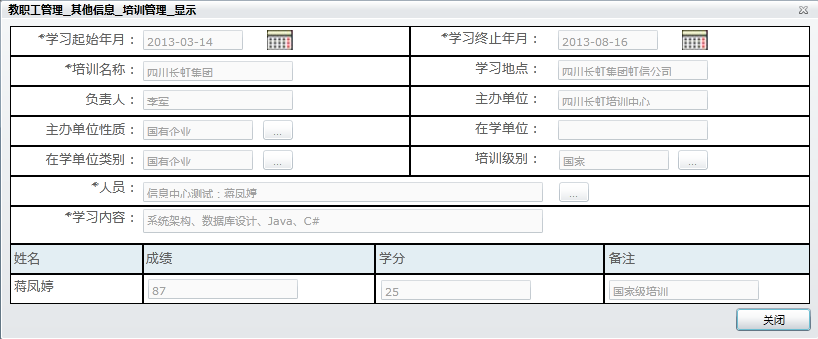 教职工管理_其他信息_培训管理_显示
*学习起始年月： 2013-03-14 *学习终止年月： 2013-08-16
*培训名称： 四川长虹集团 学习地点： 四川长虹集团虹信公司
负责人： 李军 主办单位： 四川长虹培训中心
主办单位性质： 国有企业 ... 在学单位：
在学单位类别： 国有企业 ... 培训级别： 国家 ...
*人员： 信息中心测试：蒋凤婷 ...
*学习内容： 系统架构、数据库设计、Java、C#
姓名 成绩 学分 备注
蒋凤婷 87 25 国家级培训
关闭